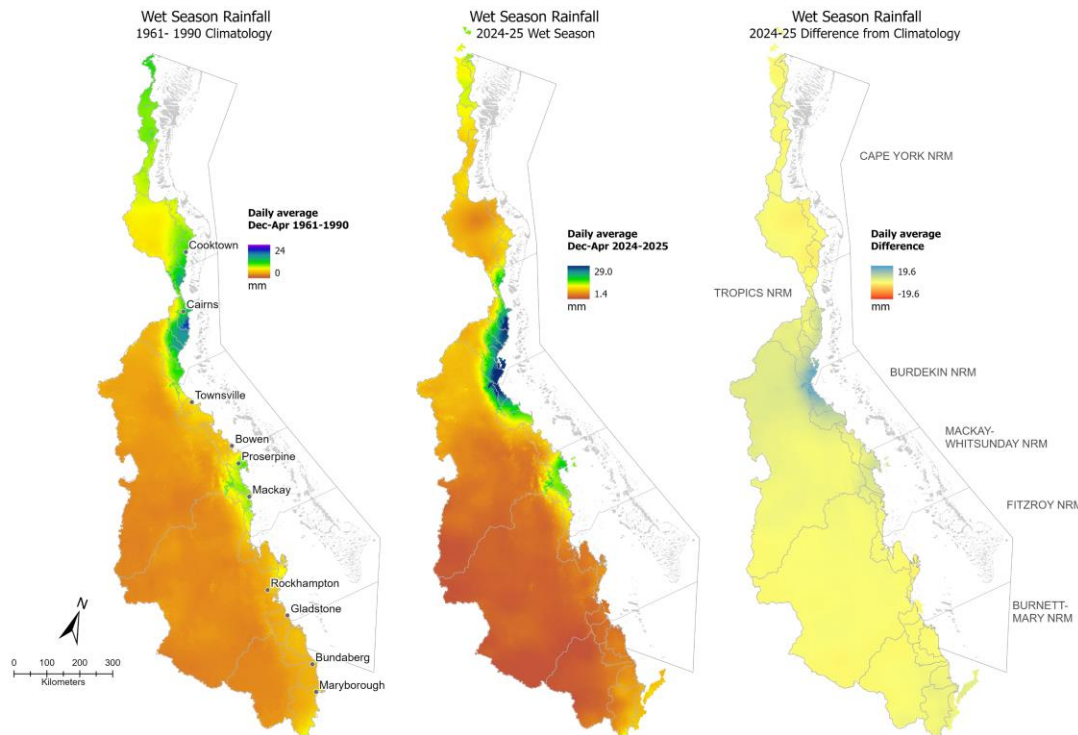 Wet Season Rainfall
1961- 1990 Climatology
Daily average
Dec-Apr 1961-1990
24
0
mm
Cooktown
Cairns
Townsville
Bowen
Proserpine
Mackay
Rockhampton
Gladstone
Bundaberg
Maryborough
N
0 100 200 300
Kilometers
Wet Season Rainfall
2024-25 Wet Season
Daily average
Dec-Apr 2024-2025
29.0
1.4
mm
Wet Season Rainfall
2024-25 Difference from Climatology
CAPE YORK NRM
Daily average
Difference
19.6
-19.6
mm
TROPICS NRM
BURDEKIN NRM
MACKAY-
WHITSUNDAY NRM
FITZROY NRM
BURNETT-
MARY NRM